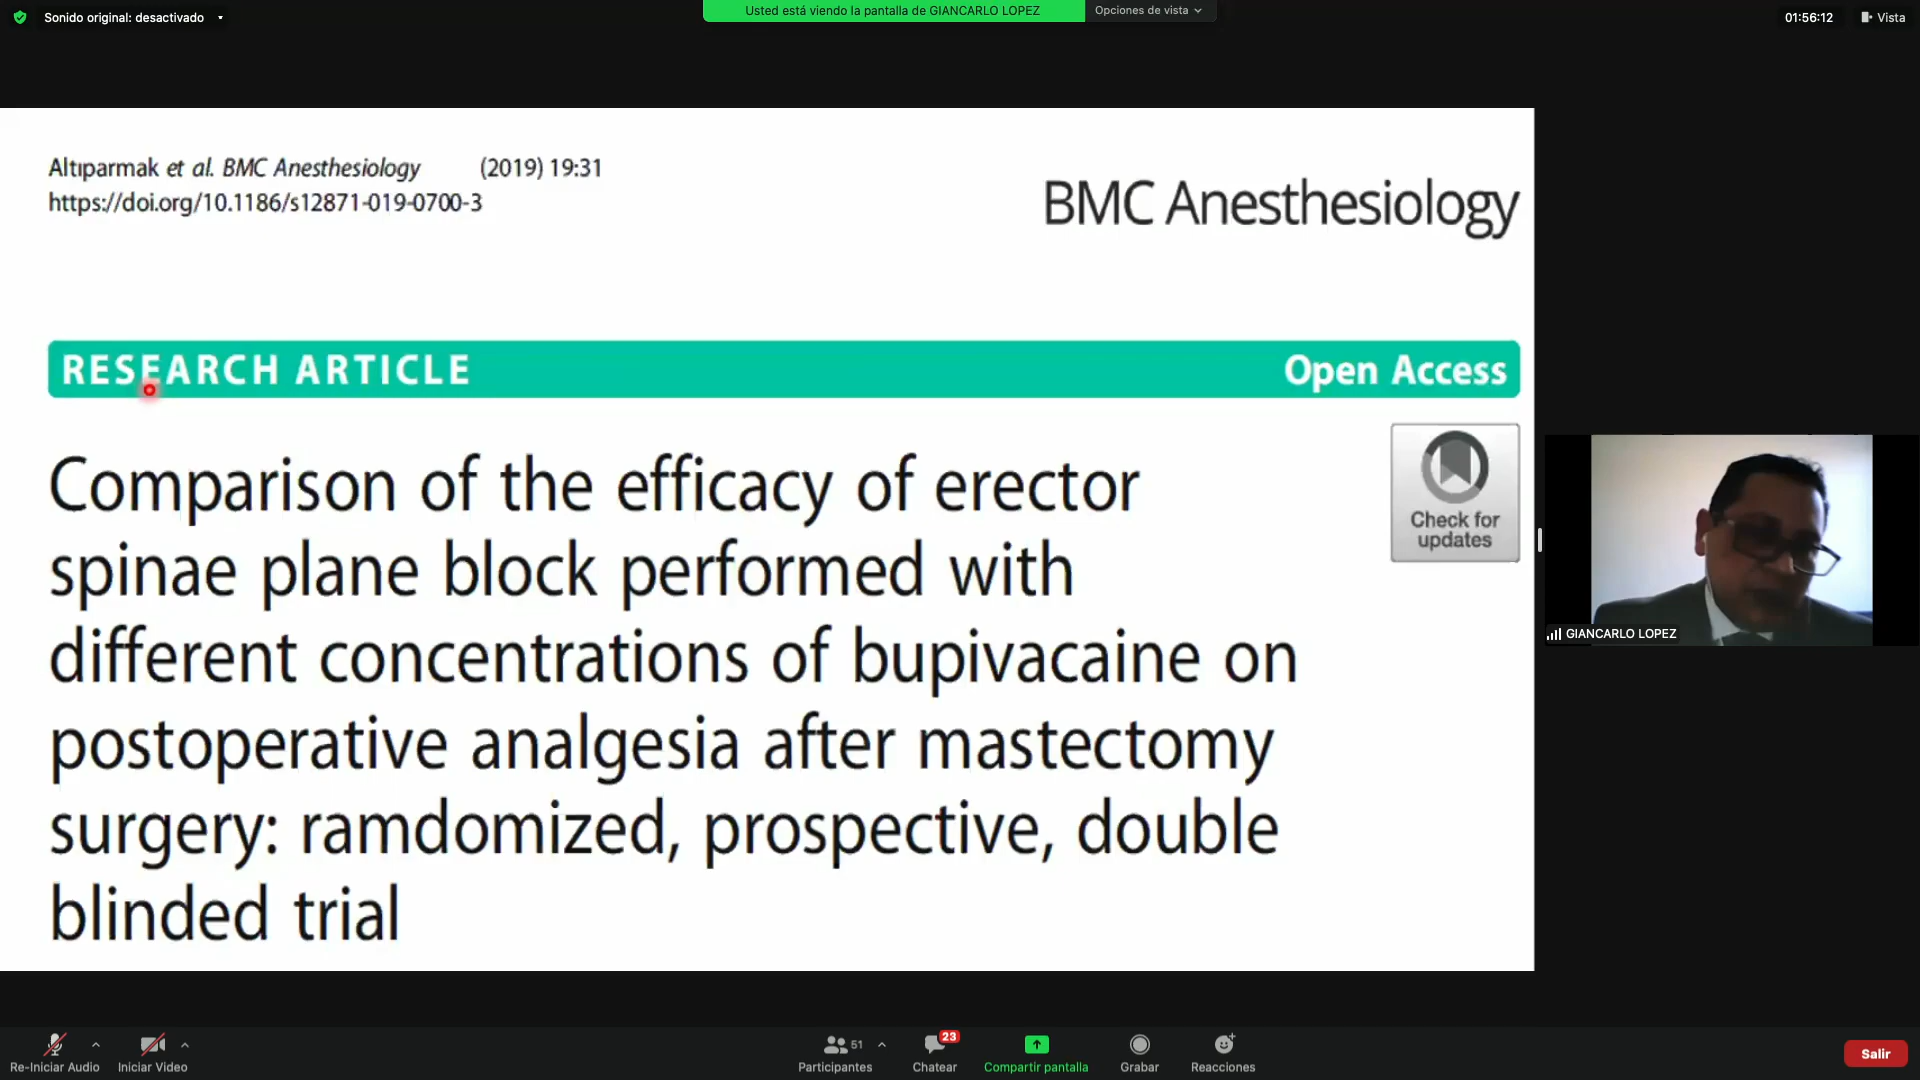 Sonido original: desactivado
Usted está viendo la pantalla de GIANCARLO LOPEZ
Opciones de vista
01:56:12
Vista
Altıparmak et al. BMC Anesthesiology (2019) 19:31
https://doi.org/10.1186/s12871-019-0700-3
BMC Anesthesiology
RESEARCH ARTICLE
Open Access
Comparison of the efficacy of erector
spinae plane block performed with
different concentrations of bupivacaine on
postoperative analgesia after mastectomy
surgery: ramdomized, prospective, double
blinded trial
Check for
updates
GIANCARLO LOPEZ
Re-Iniciar Audio
Iniciar Video
51
Participantes
23
Chatear
Compartir pantalla
Grabar
Reacciones
Salir